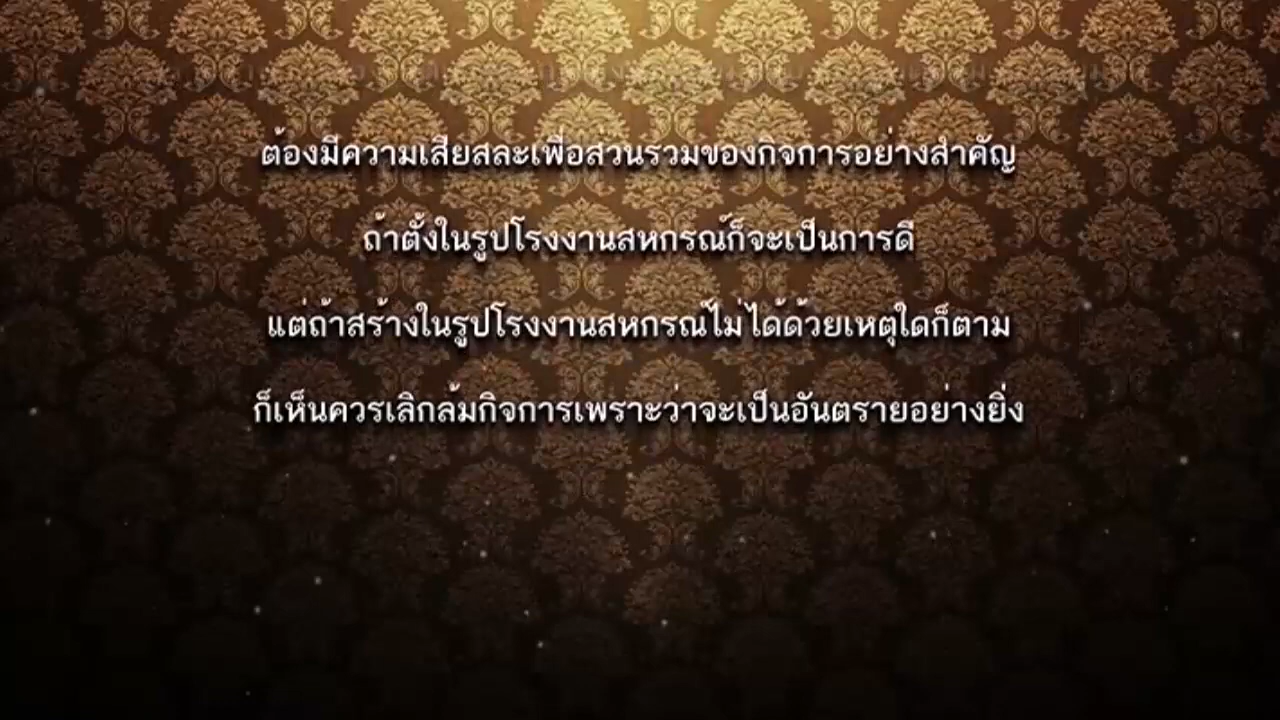 ต้องมีความเสียสละเพื่อส่วนรวมของกิจการอย่างสำคัญ
ถ้าตั้งในรูปโรงงานสหกรณ์ก็จะเป็นการดี
แต่ถ้าสร้างในรูปโรงงานสหกรณ์ไม่ได้ด้วยเหตุใดก็ตาม
ก็เห็นควรเลิกล้มกิจการเพราะว่าจะเป็นอันตรายอย่างยิ่ง